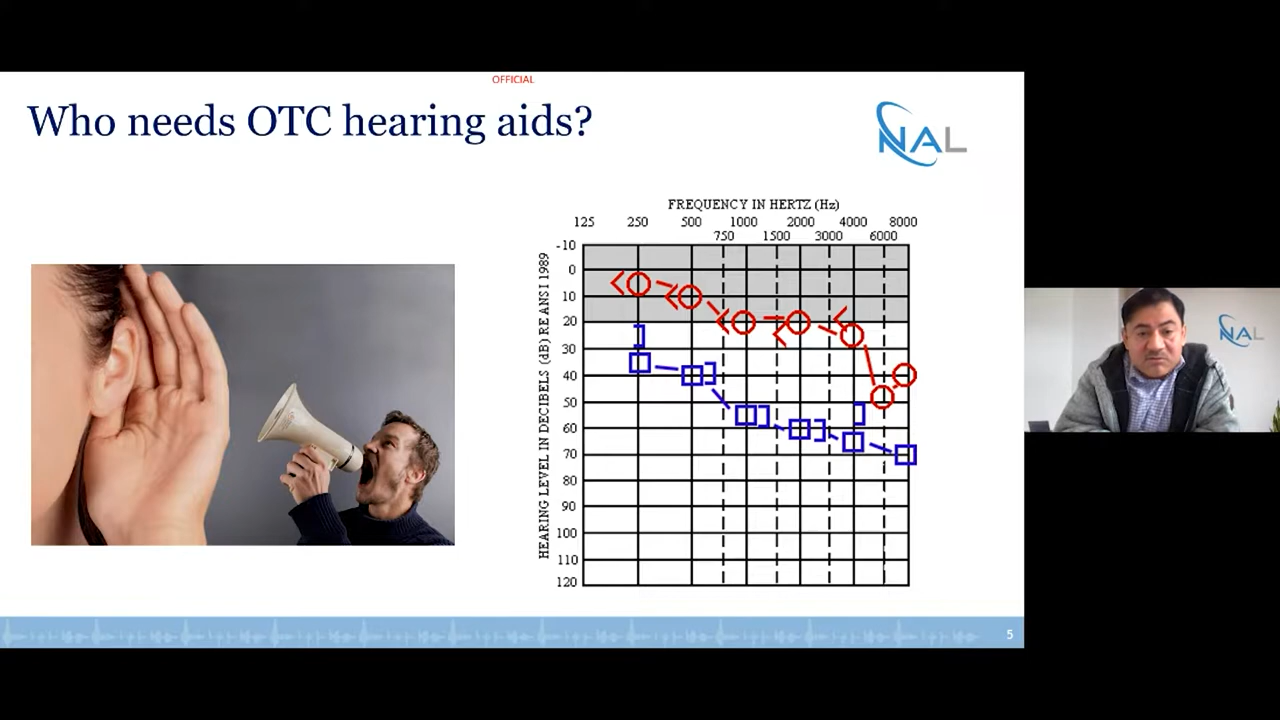 OFFICIAL
Who needs OTC hearing aids?
NAL
FREQUENCY IN HERTZ (Hz)
125 250 500 1000 2000 4000 8000
750 1500 3000 6000
HEARING LEVEL IN DECIBELS (dB) RE ANSI 1989
-10
0
10
20
30
40
50
60
70
80
90
100
110
120
5
NAL